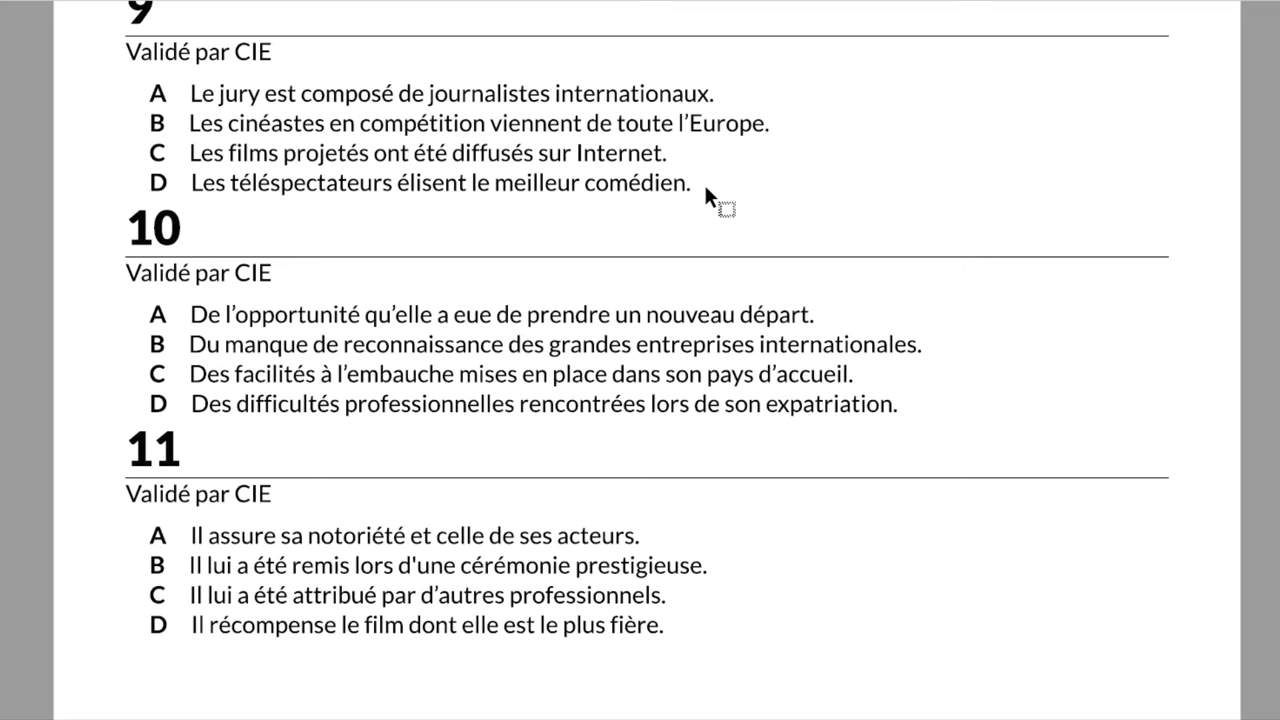 9
Validé par CIE
A Le jury est composé de journalistes internationaux.
B Les cinéastes en compétition viennent de toute l’Europe.
C Les films projetés ont été diffusés sur Internet.
D Les téléspectateurs élisent le meilleur comédien.
10
Validé par CIE
A De l’opportunité qu’elle a eue de prendre un nouveau départ.
B Du manque de reconnaissance des grandes entreprises internationales.
C Des facilités à l’embauche mises en place dans son pays d’accueil.
D Des difficultés professionnelles rencontrées lors de son expatriation.
11
Validé par CIE
A Il assure sa notoriété et celle de ses acteurs.
B Il lui a été remis lors d'une cérémonie prestigieuse.
C Il lui a été attribué par d’autres professionnels.
D Il récompense le film dont elle est le plus fière.